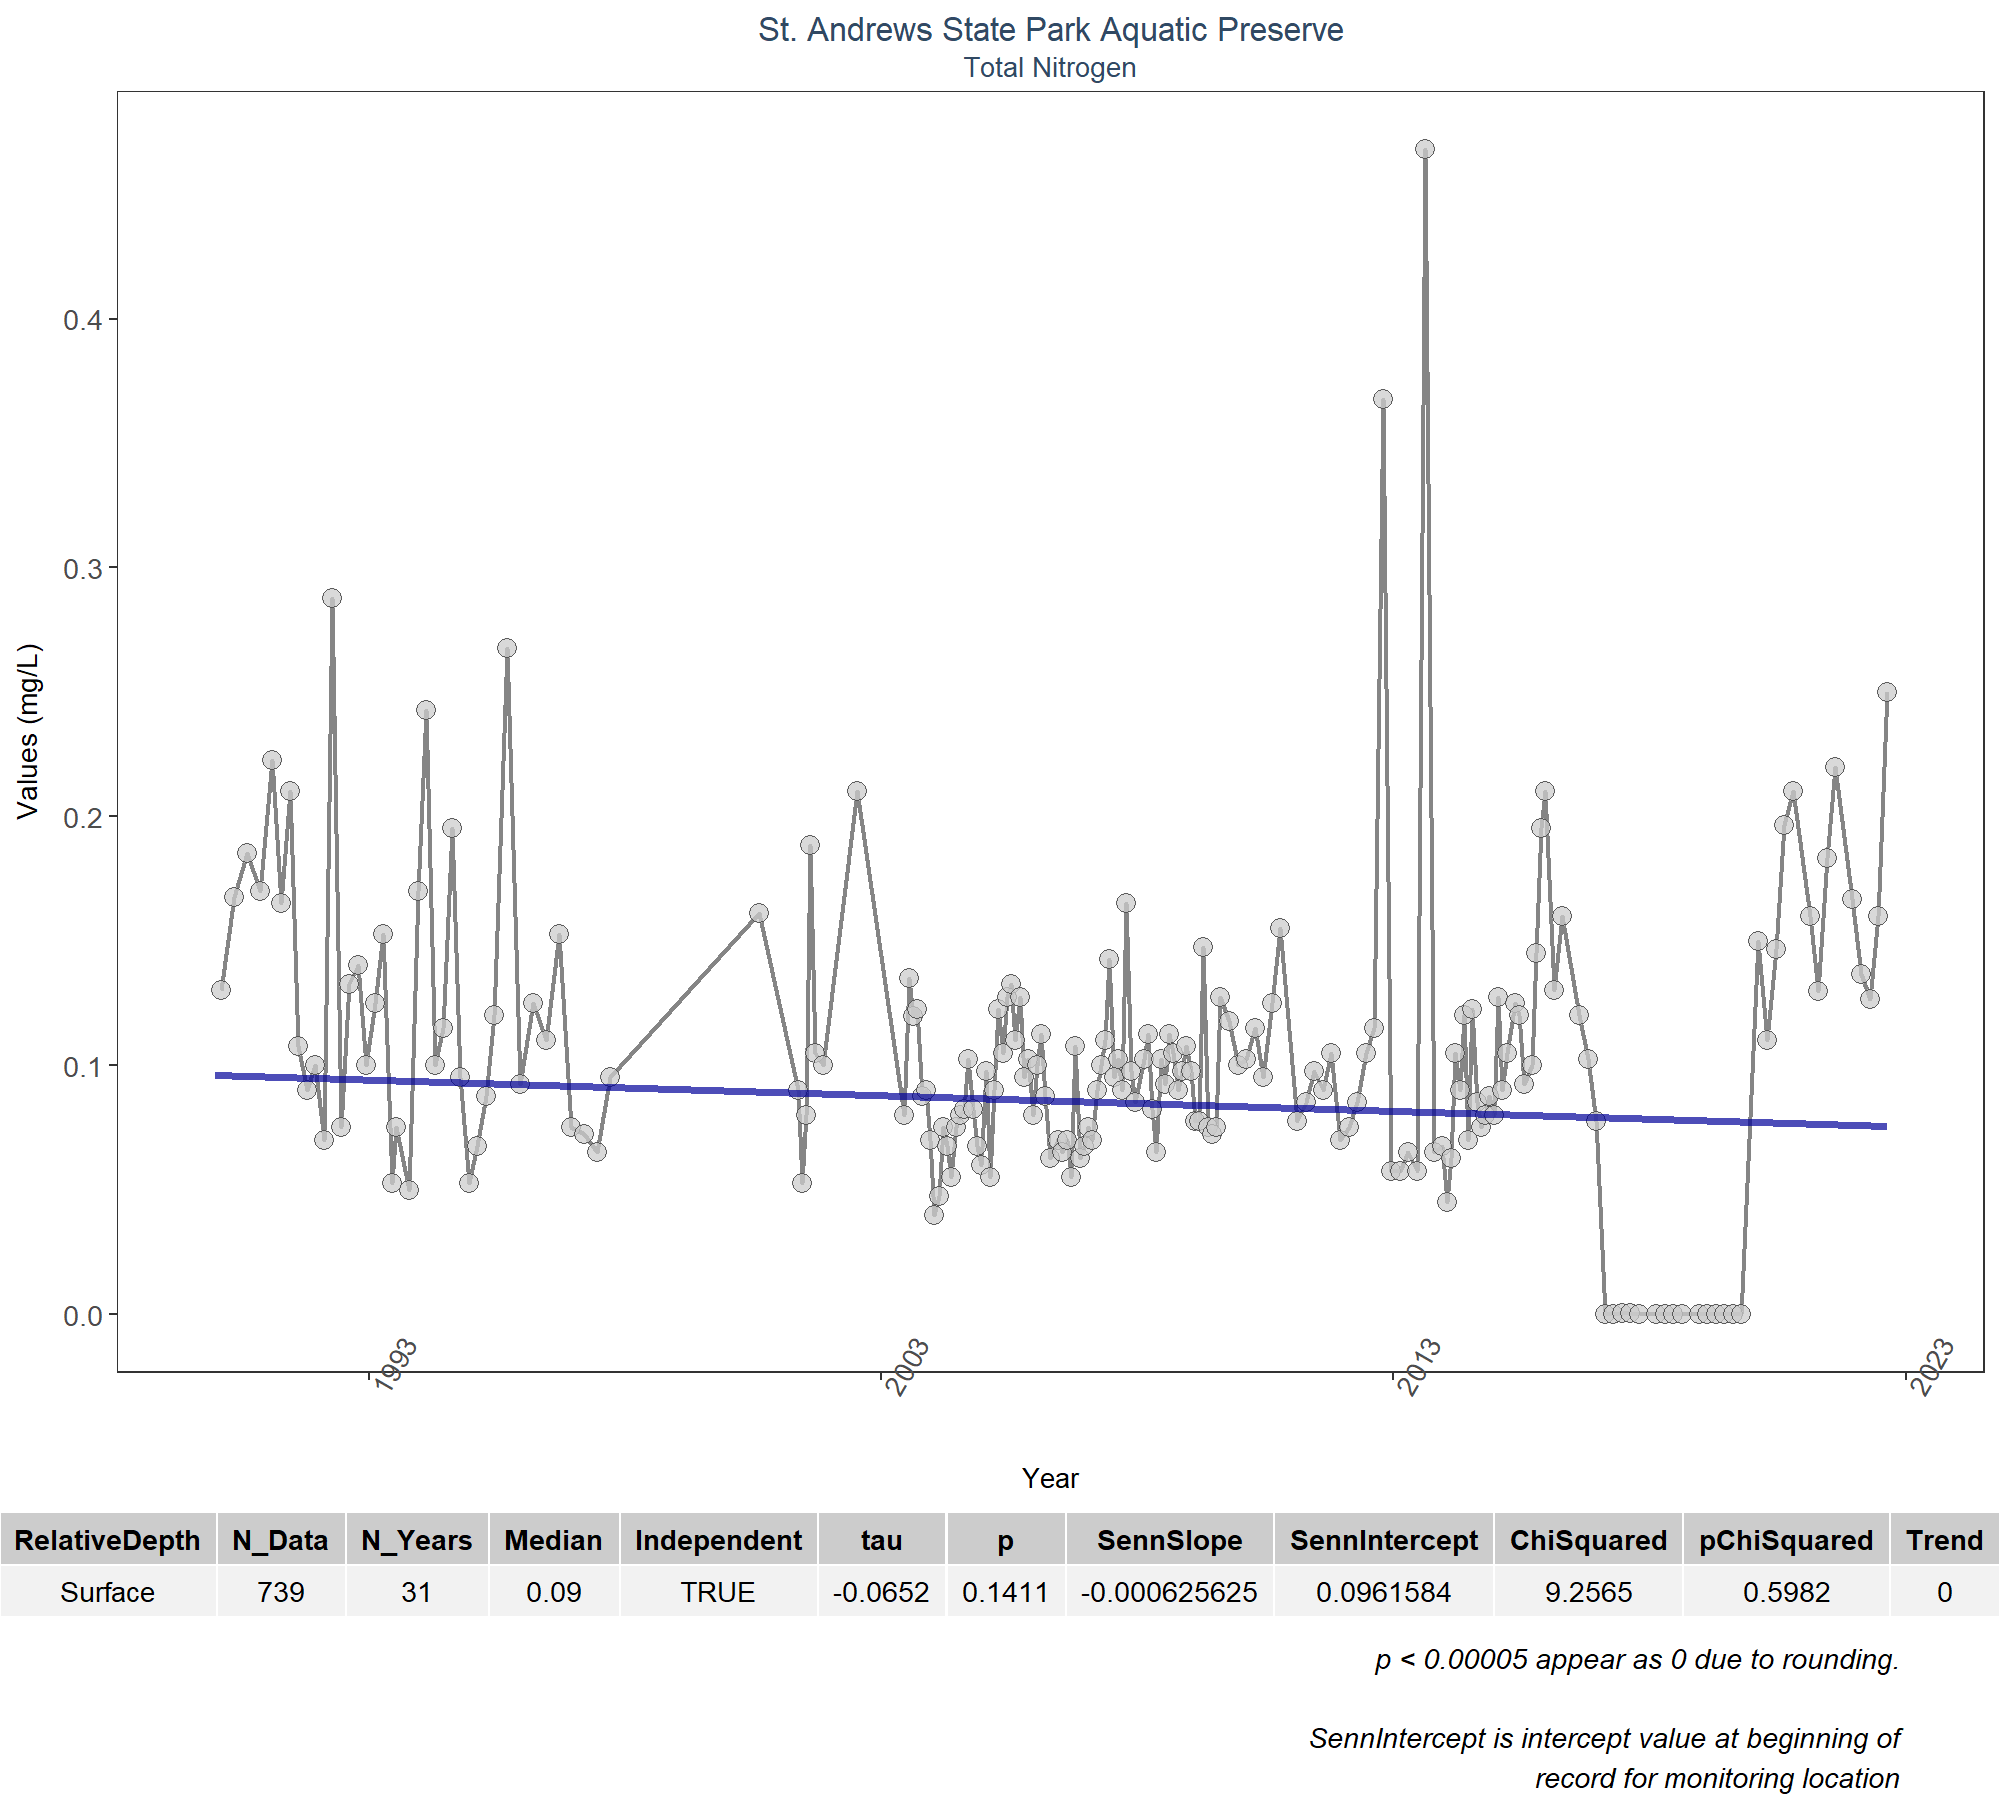 St. Andrews State Park Aquatic Preserve
Total Nitrogen
Values (mg/L)
0.4
0.3
0.2
0.1
0.0
1993 2003 2013 2023
Year
RelativeDepth N_Data N_Years Median Independent tau p SennSlope SennIntercept ChiSquared pChiSquared Trend
Surface 739 31 0.09 TRUE -0.0652 0.1411 -0.000625625 0.0961584 9.2565 0.5982 0
p < 0.00005 appear as 0 due to rounding.
SennIntercept is intercept value at beginning of
record for monitoring location